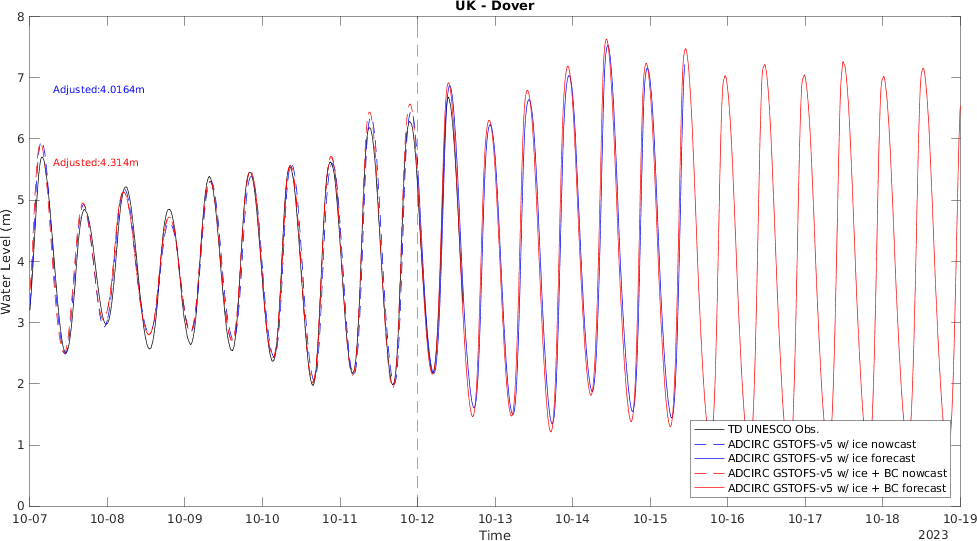 UK - Dover
8
7
6
5
4
3
2
1
0
Water Level (m)
Adjusted:4.0164m
Adjusted:4.314m
TD UNESCO Obs.
ADCIRC GSTOFS-v5 w/ ice nowcast
ADCIRC GSTOFS-v5 w/ ice forecast
ADCIRC GSTOFS-v5 w/ ice + BC nowcast
ADCIRC GSTOFS-v5 w/ ice + BC forecast
10-07 10-08 10-09 10-10 10-11 10-12 10-13 10-14 10-15 10-16 10-17 10-18 10-19
Time
2023